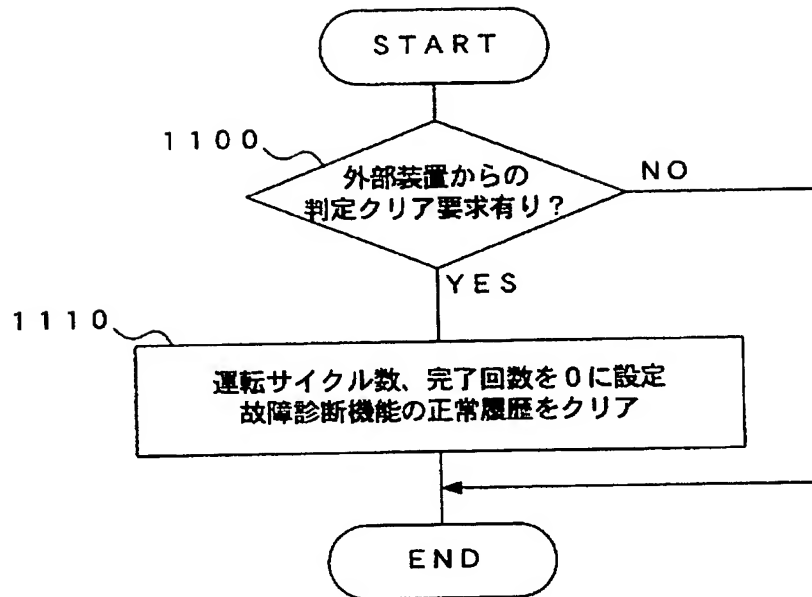 START
1100
外部装置からの
判定クリア要求有り？
NO
YES
1110
運転サイクル数、完了回数を０に設定
故障診断機能の正常履歴をクリア
END